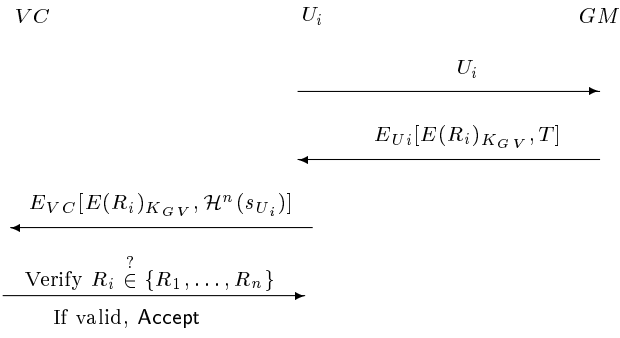 VC U_i GM
U_i
E_{Ui}[E(R_i)_{K_{GV}}, T]
E_{VC}[E(R_i)_{K_{GV}}, \mathcal{H}^n(s_{U_i})]
Verify R_i \stackrel{?}{\in} \{R_1, \ldots, R_n\}
If valid, Accept